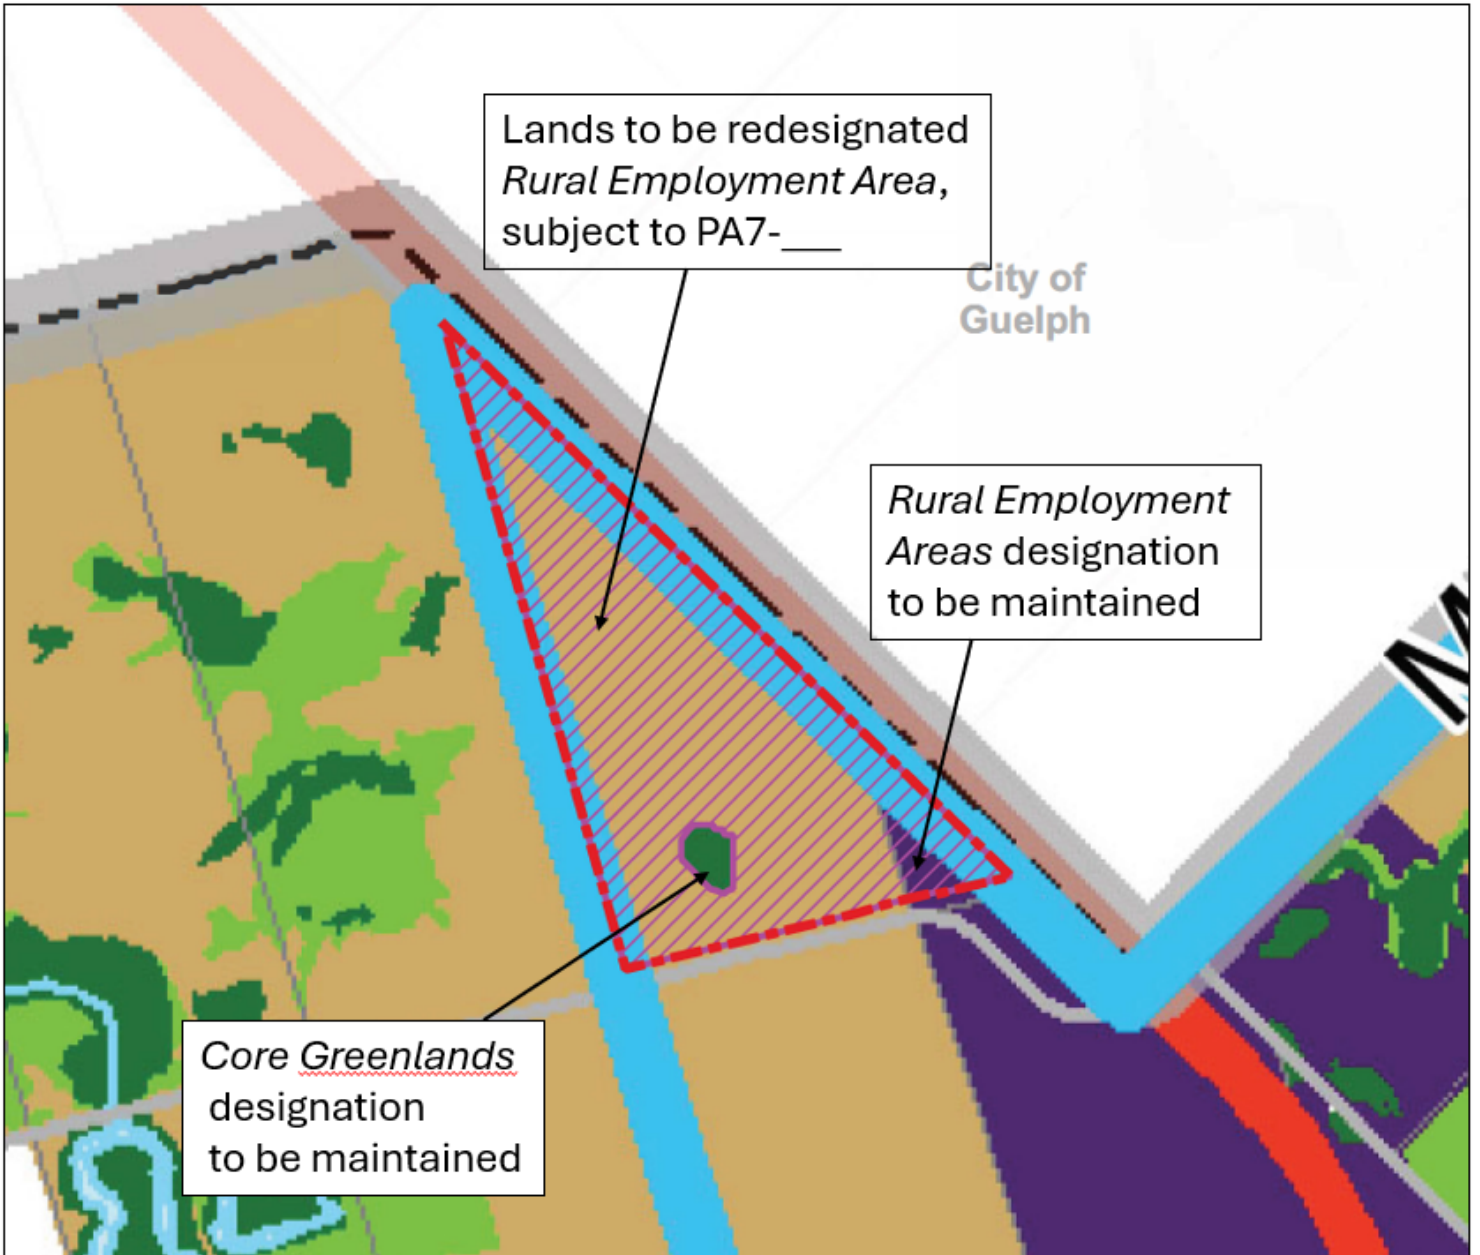 Lands to be redesignated
Rural Employment Area,
subject to PA7-___
City of
Guelph
Rural Employment
Areas designation
to be maintained
Core Greenlands
designation
to be maintained